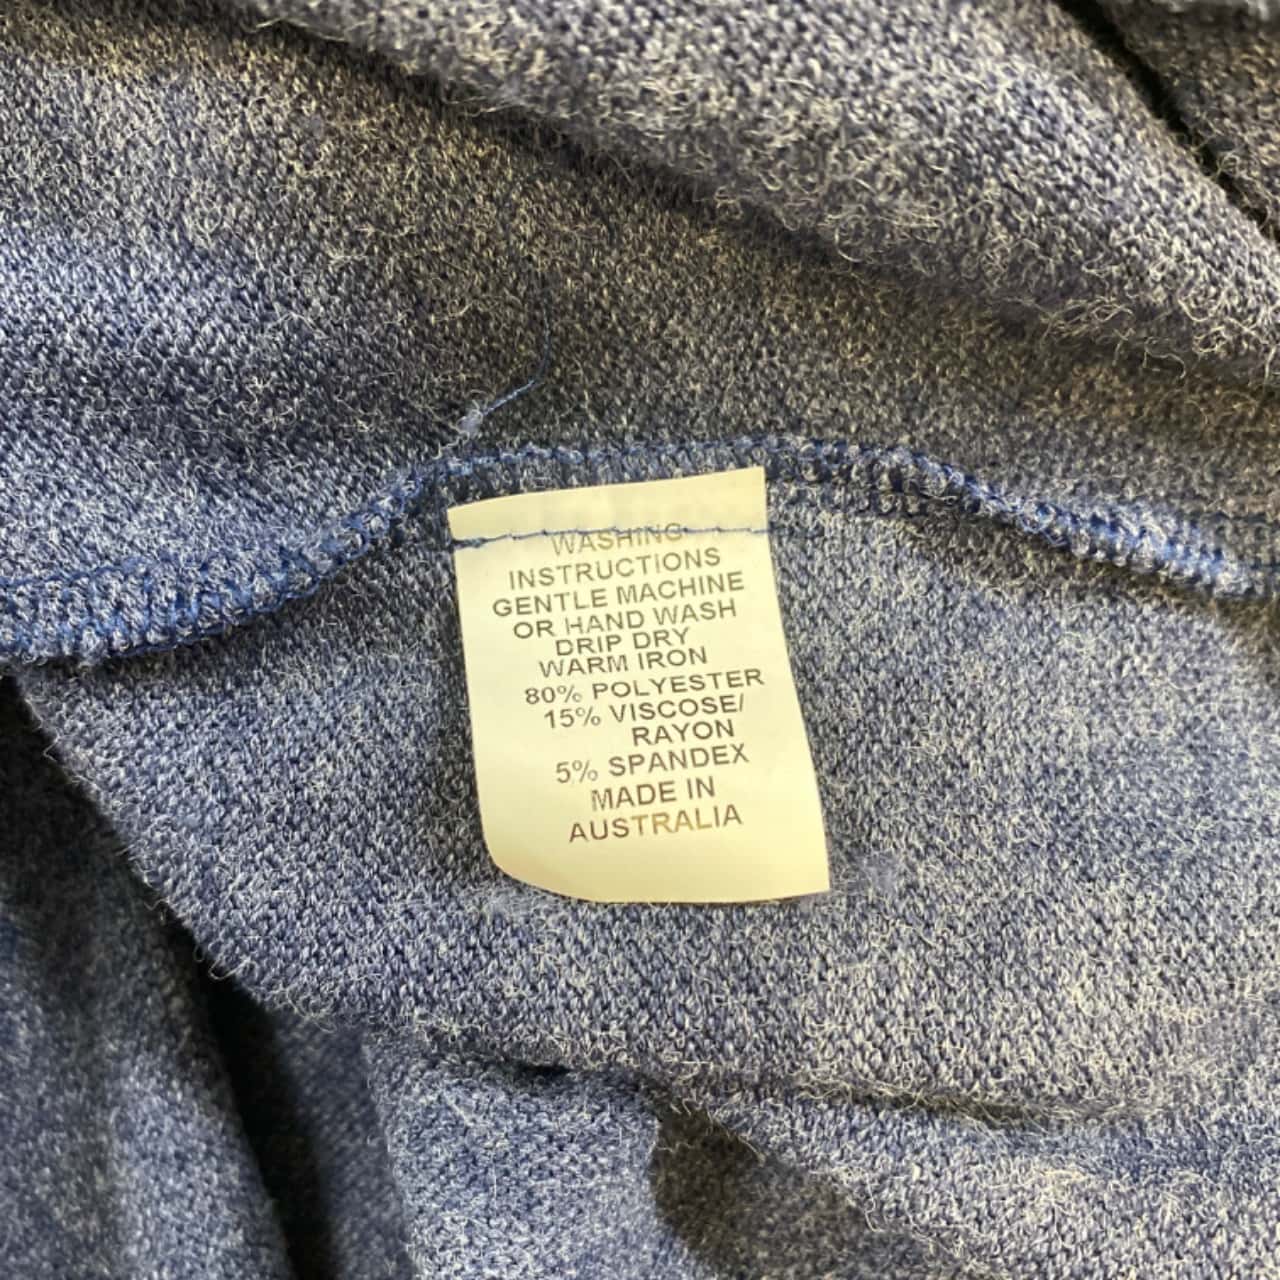 WASHING
INSTRUCTIONS
GENTLE MACHINE
OR HAND WASH
DRIP DRY
WARM IRON
80% POLYESTER
15% VISCOSE/
RAYON
5% SPANDEX
MADE IN
AUSTRALIA